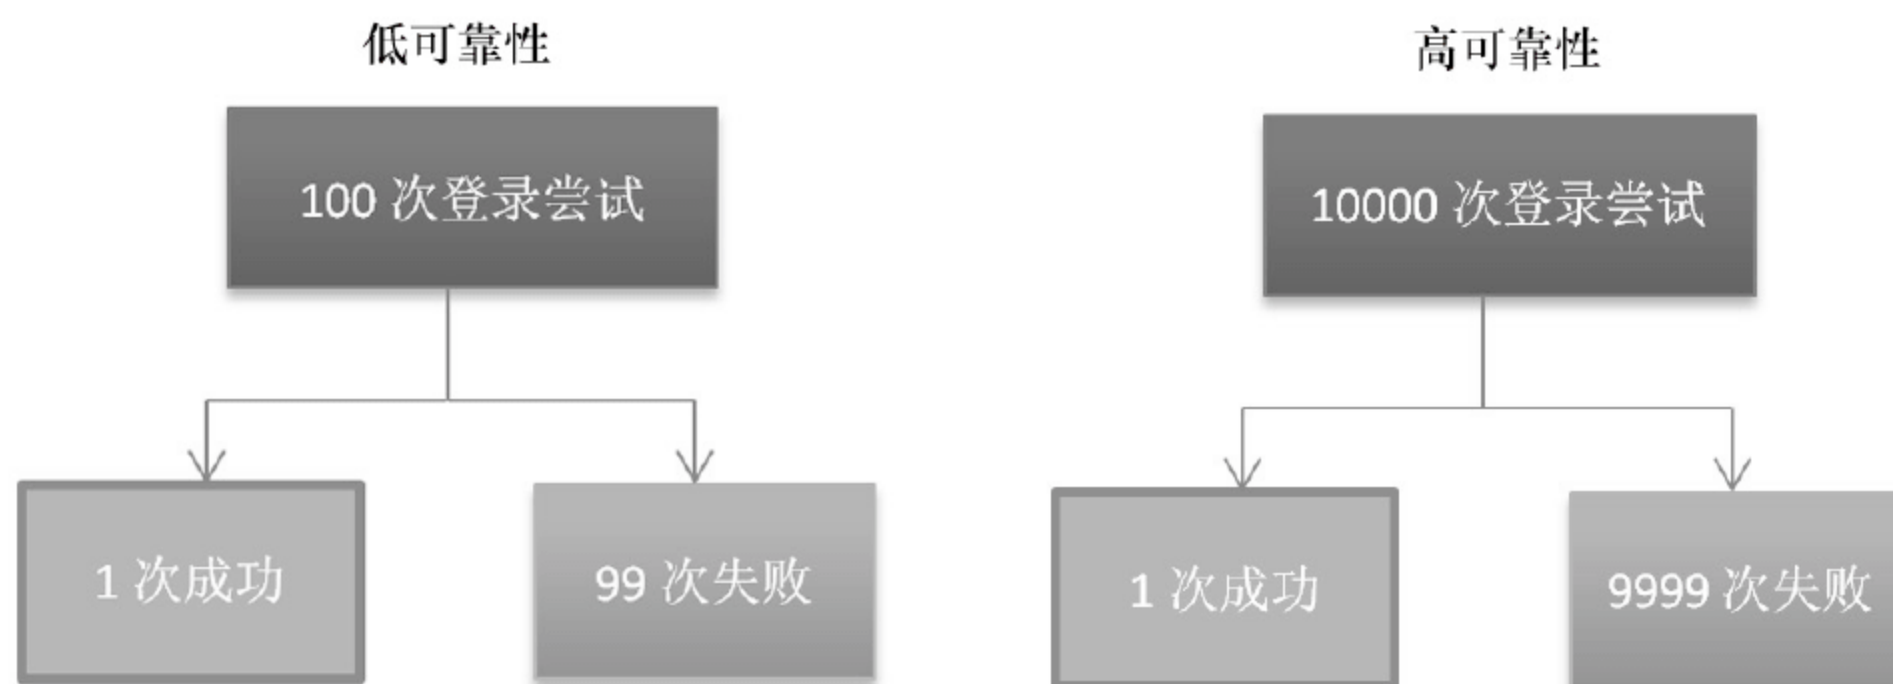 低可靠性
100 次登录尝试
1 次成功
99 次失败
高可靠性
10000 次登录尝试
1 次成功
9999 次失败